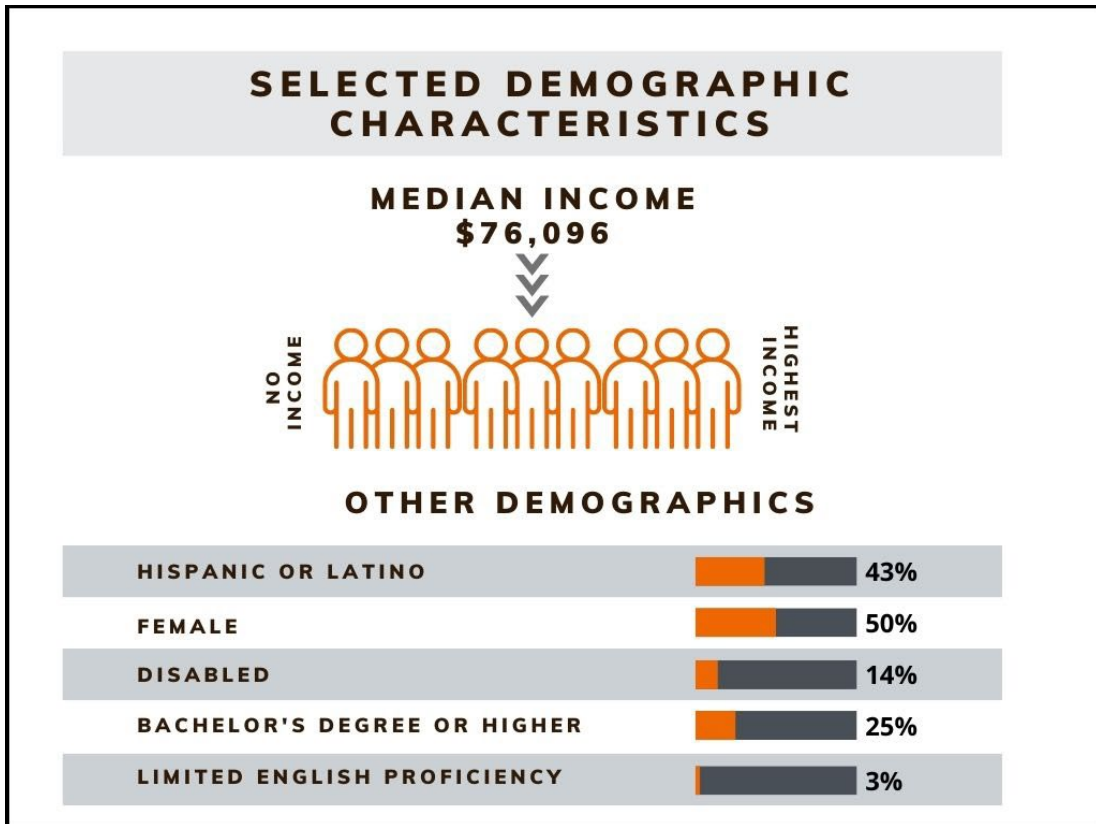 SELECTED DEMOGRAPHIC
CHARACTERISTICS
MEDIAN INCOME
$76,096
NO
INCOME
HIGHEST
INCOME
OTHER DEMOGRAPHICS
HISPANIC OR LATINO 43%
FEMALE 50%
DISABLED 14%
BACHELOR'S DEGREE OR HIGHER 25%
LIMITED ENGLISH PROFICIENCY 3%